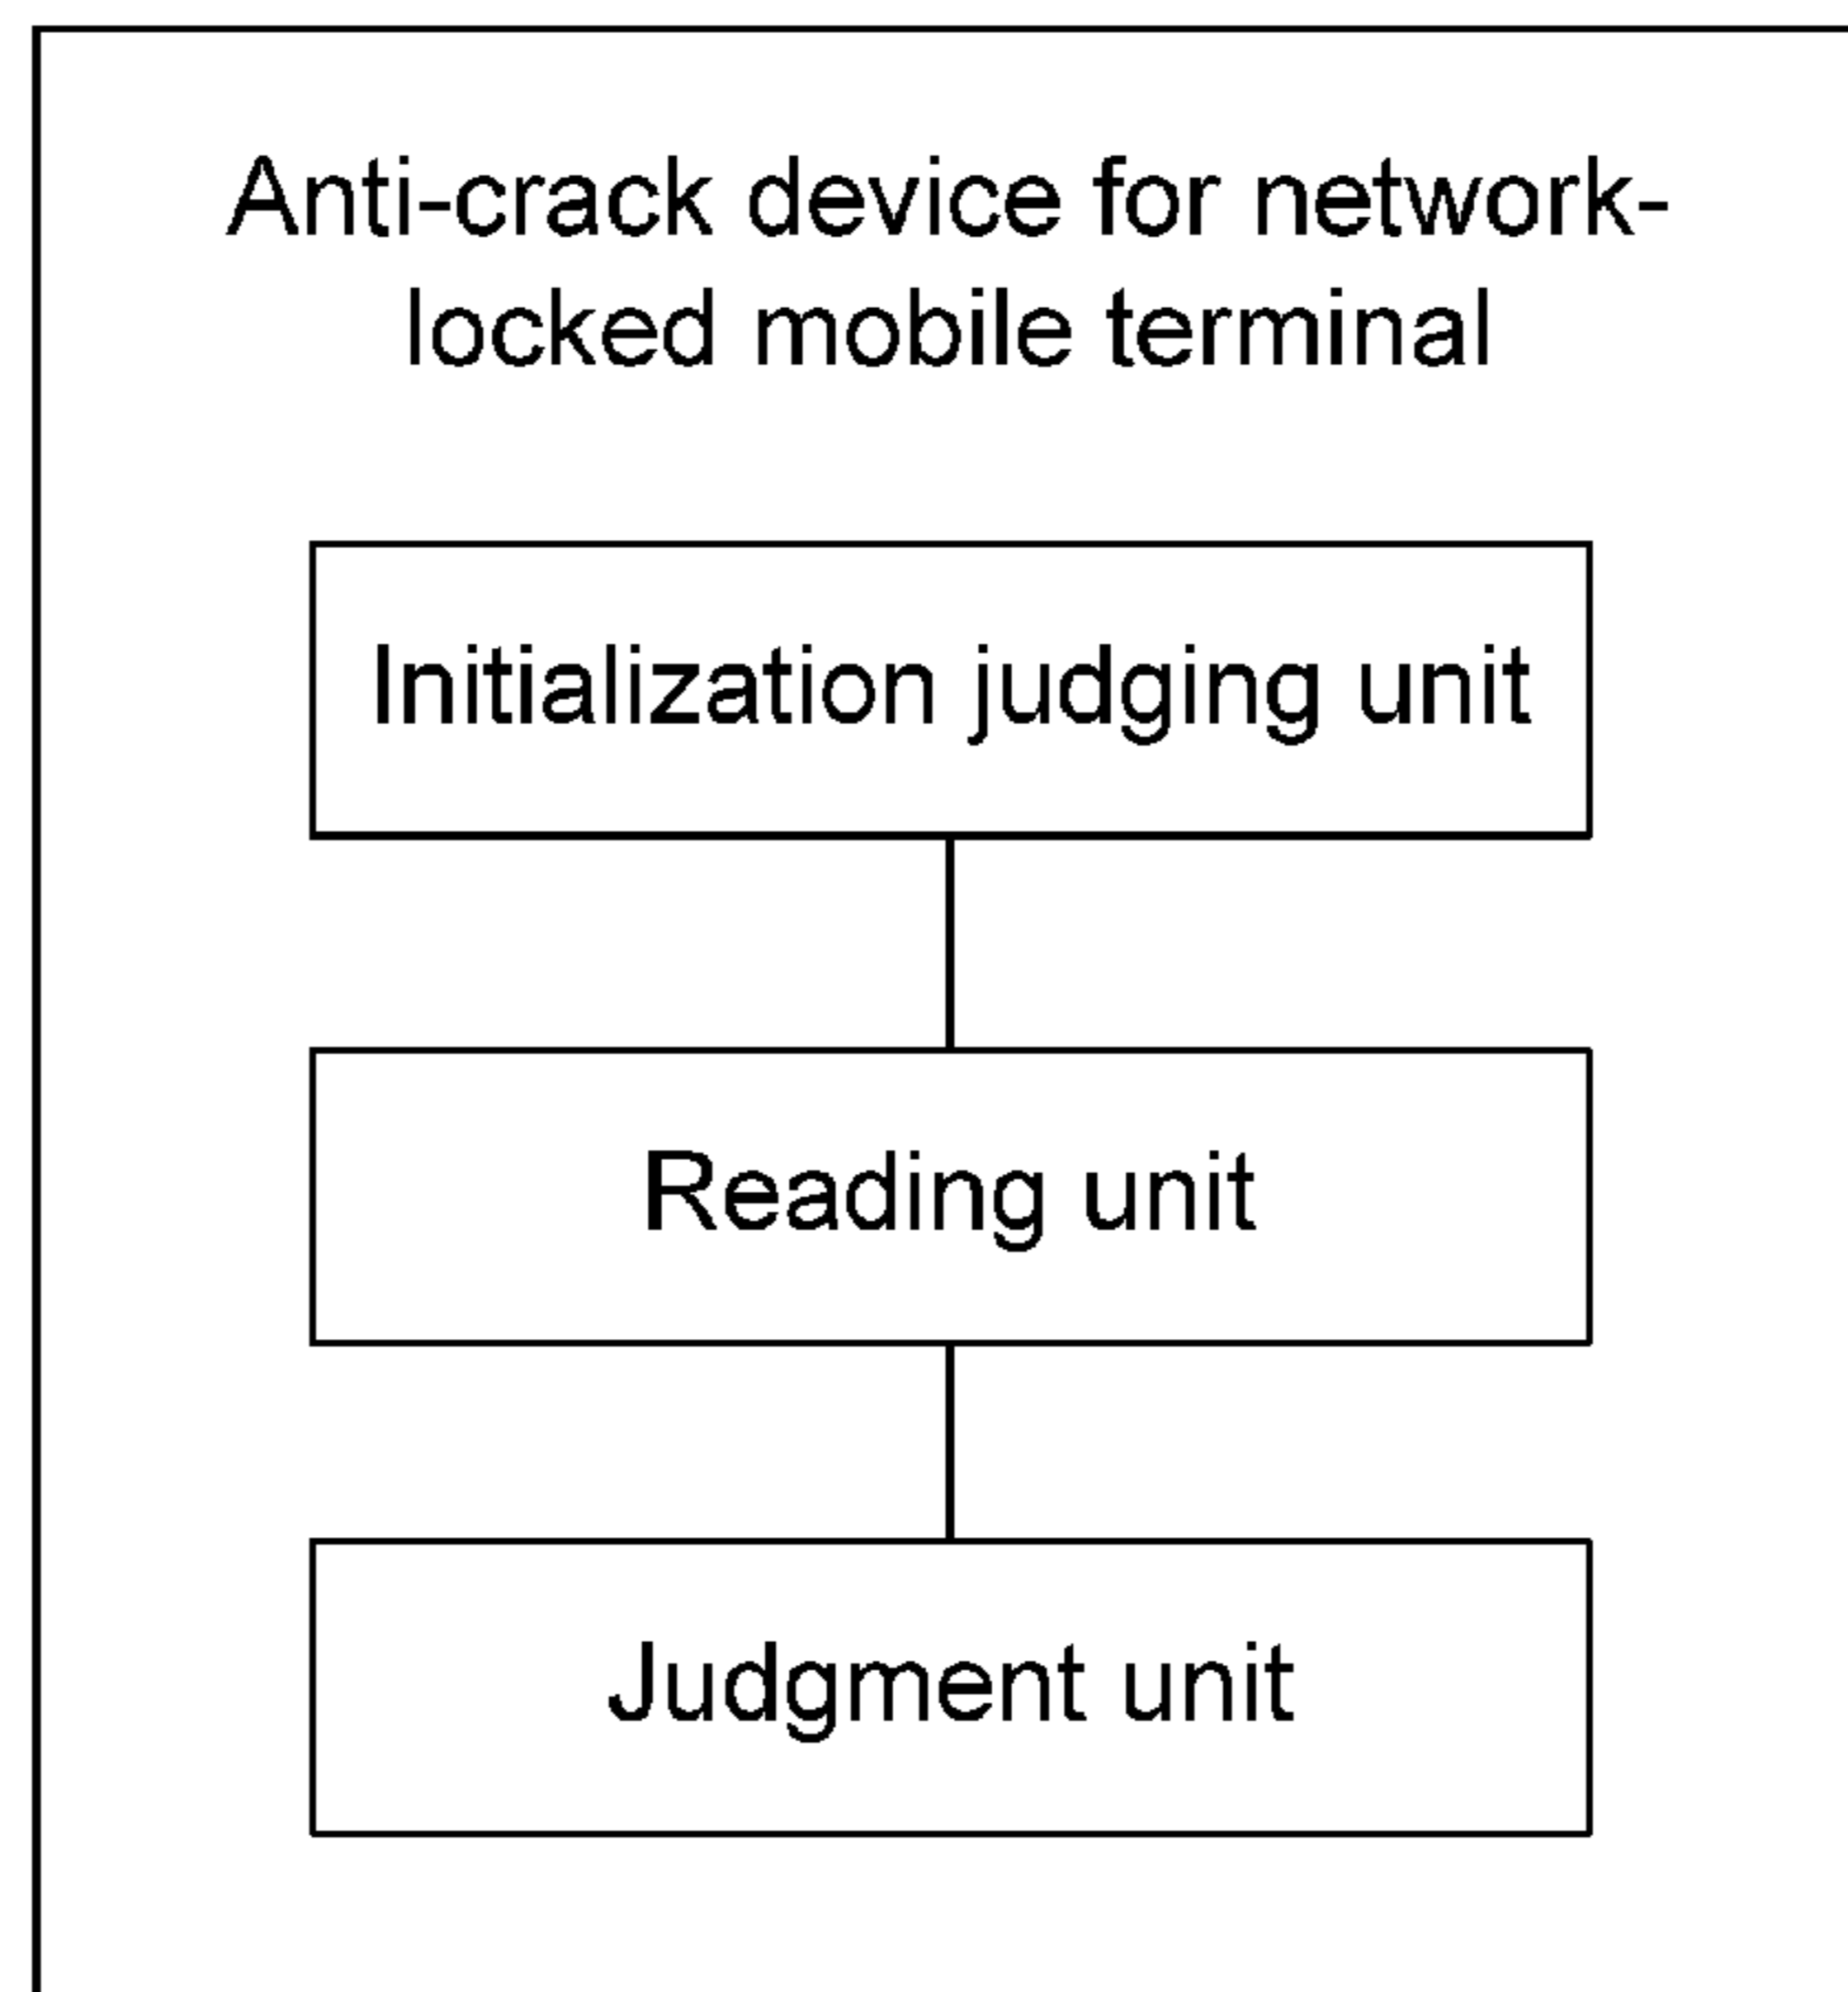 Anti-crack device for network-
locked mobile terminal
Initialization judging unit
Reading unit
Judgment unit